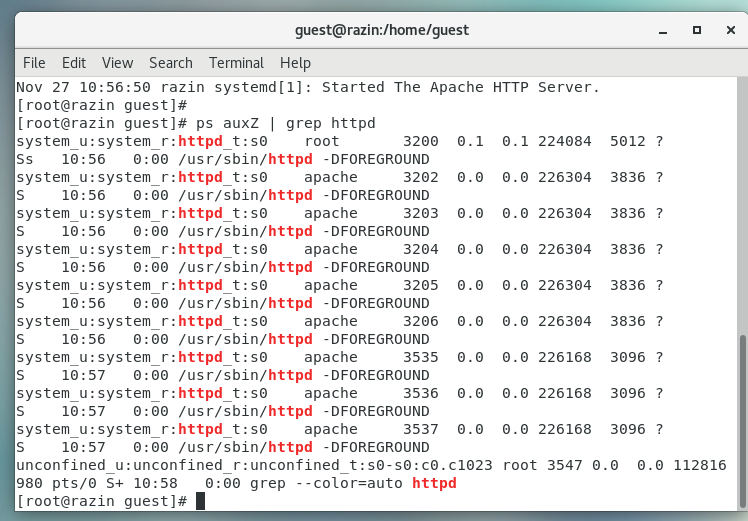 guest@razin:/home/guest
File Edit View Search Terminal Help
Nov 27 10:56:50 razin systemd[1]: Started The Apache HTTP Server.
[root@razin guest]#
[root@razin guest]# ps auxZ | grep httpd
system_u:system_r:httpd_t:s0    root       3200  0.1  0.1 224084  5012 ?
Ss   10:56   0:00 /usr/sbin/httpd -DFOREGROUND
system_u:system_r:httpd_t:s0    apache     3202  0.0  0.0 226304  3836 ?
S    10:56   0:00 /usr/sbin/httpd -DFOREGROUND
system_u:system_r:httpd_t:s0    apache     3203  0.0  0.0 226304  3836 ?
S    10:56   0:00 /usr/sbin/httpd -DFOREGROUND
system_u:system_r:httpd_t:s0    apache     3204  0.0  0.0 226304  3836 ?
S    10:56   0:00 /usr/sbin/httpd -DFOREGROUND
system_u:system_r:httpd_t:s0    apache     3205  0.0  0.0 226304  3836 ?
S    10:56   0:00 /usr/sbin/httpd -DFOREGROUND
system_u:system_r:httpd_t:s0    apache     3206  0.0  0.0 226304  3836 ?
S    10:56   0:00 /usr/sbin/httpd -DFOREGROUND
system_u:system_r:httpd_t:s0    apache     3535  0.0  0.0 226168  3096 ?
S    10:57   0:00 /usr/sbin/httpd -DFOREGROUND
system_u:system_r:httpd_t:s0    apache     3536  0.0  0.0 226168  3096 ?
S    10:57   0:00 /usr/sbin/httpd -DFOREGROUND
system_u:system_r:httpd_t:s0    apache     3537  0.0  0.0 226168  3096 ?
S    10:57   0:00 /usr/sbin/httpd -DFOREGROUND
unconfined_u:unconfined_r:unconfined_t:s0-s0:c0.c1023 root 3547 0.0  0.0 112816
980 pts/0 S+ 10:58   0:00 grep --color=auto httpd
[root@razin guest]#